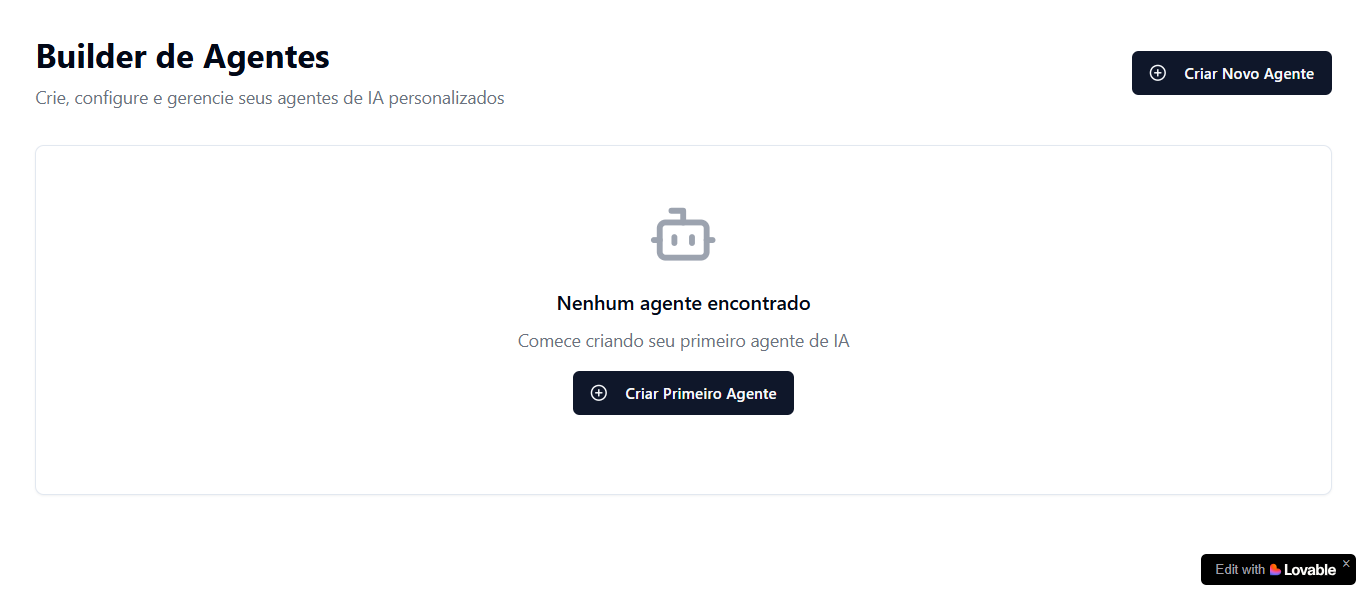 Builder de Agentes
Crie, configure e gerencie seus agentes de IA personalizados
Criar Novo Agente
Nenhum agente encontrado
Comece criando seu primeiro agente de IA
Criar Primeiro Agente
Edit with Lovable ×